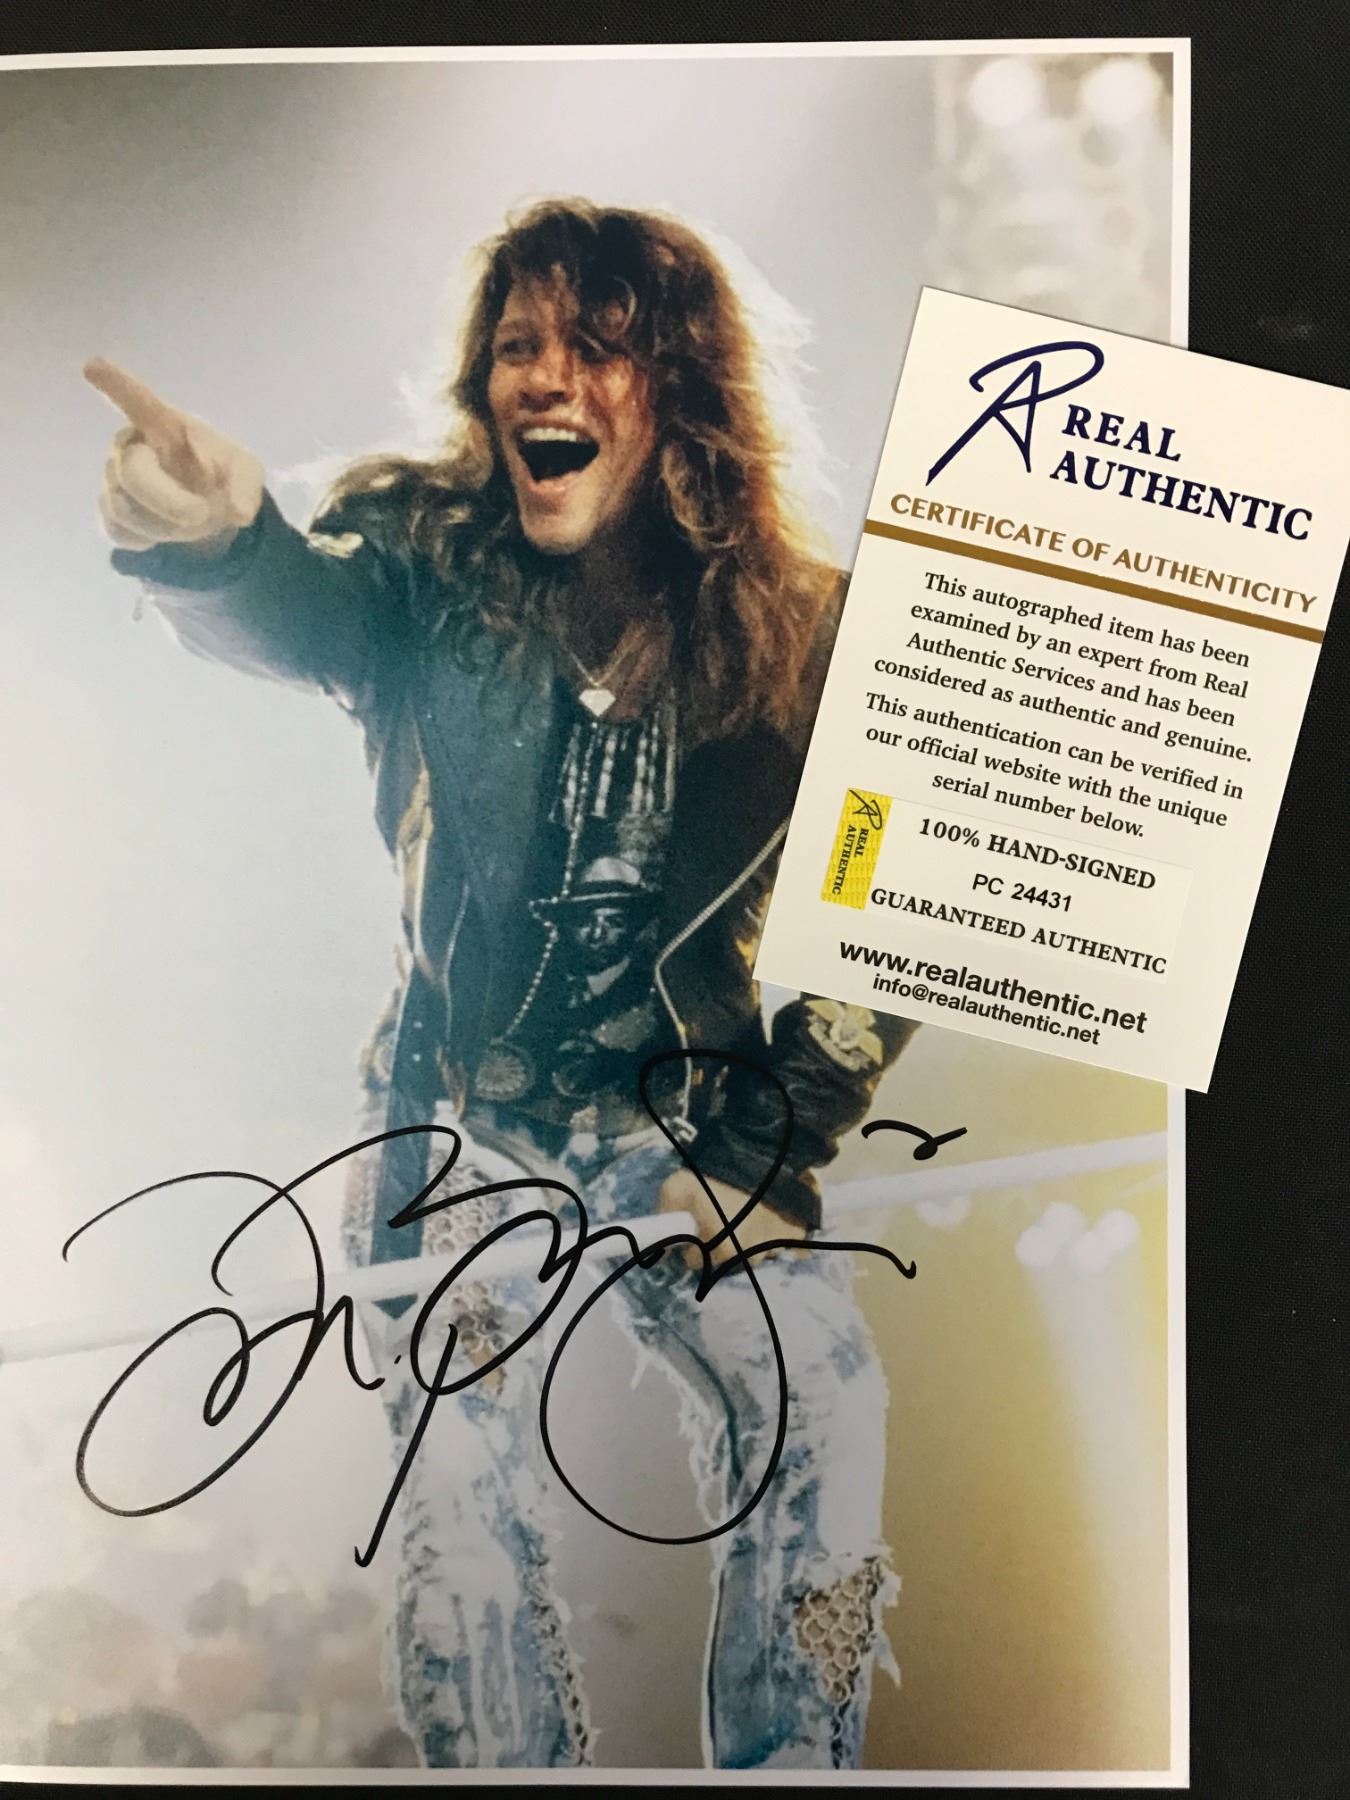 REAL
AUTHENTIC
CERTIFICATE OF AUTHENTICITY
This autographed item has been
examined by an expert from Real
Authentic Services and has been
considered as authentic and genuine.
This authentication can be verified in
our official website with the unique
serial number below.
REAL
AUTHENTIC
100% HAND-SIGNED
PC 24431
GUARANTEED AUTHENTIC
www.realauthentic.net
info@realauthentic.net